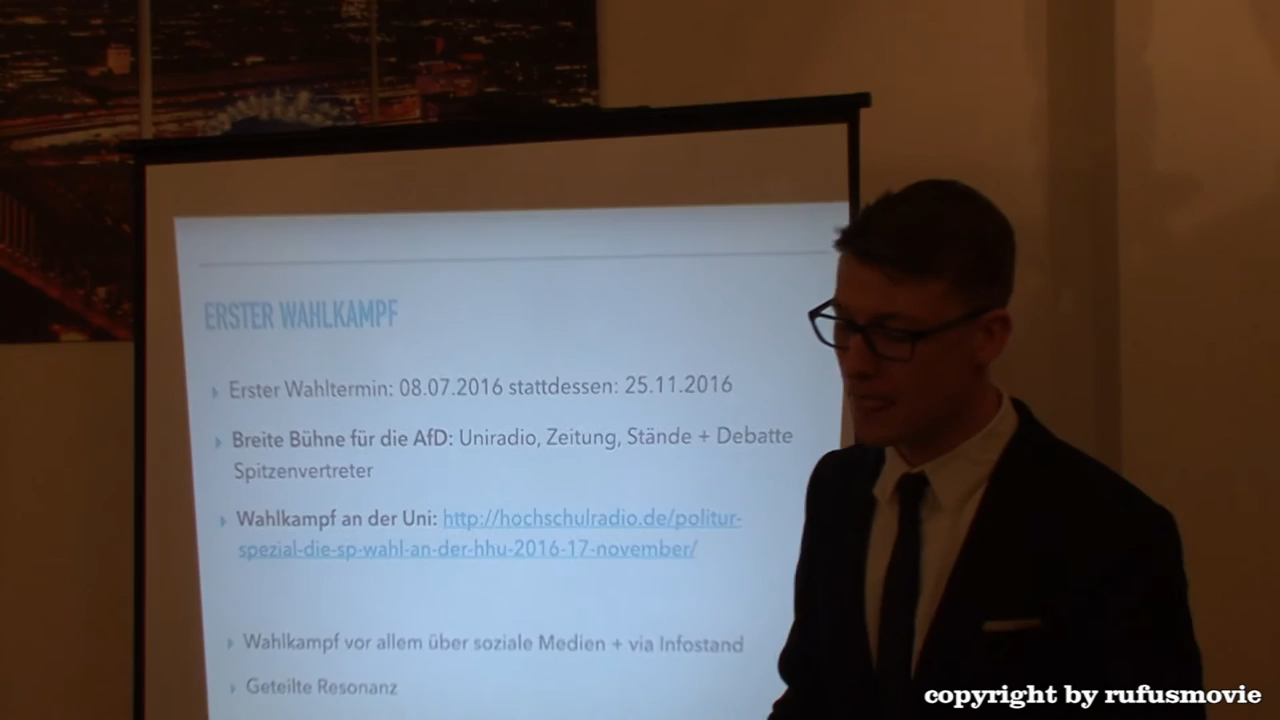 ERSTER WAHLKAMPF
Erster Wahltermin: 08.07.2016 stattdessen: 25.11.2016
Breite Bühne für die AfD: Uniradio, Zeitung, Stände + Debatte
Spitzenvertreter
Wahlkampf an der Uni: http://hochschulradio.de/politur-
spezial-die-sp-wahl-an-der-hhu-2016-17-november/
Wahlkampf vor allem über soziale Medien + via Infostand
Geteilte Resonanz
copyright by rufusmovie